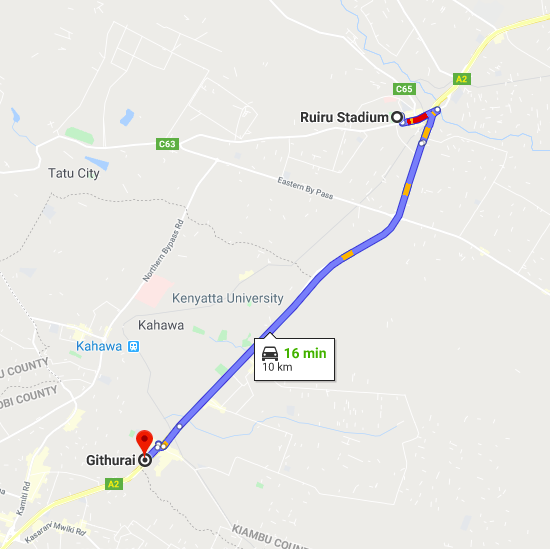 A2
C65
Ruiru Stadium
C63
Tatu City
Eastern By Pass
Northern Bypass Rd
Kenyatta University
Kahawa
Kahawa
16 min
10 km
U COUNTY
OBI COUNTY
Githurai
A2
Kamiti Rd
Kasarani Mwiki Rd
KIAMBU COUN